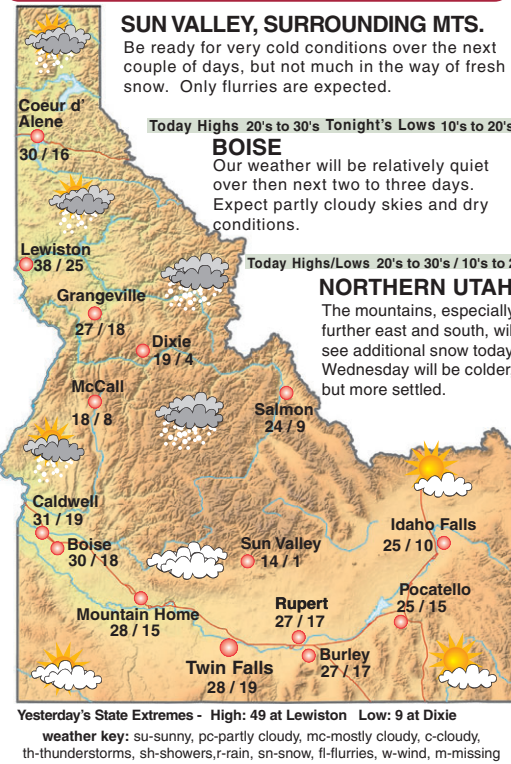 SUN VALLEY, SURROUNDING MTS.
Be ready for very cold conditions over the next
couple of days, but not much in the way of fresh
snow. Only flurries are expected.
Today Highs 20's to 30's Tonight's Lows 10's to 20's
BOISE
Our weather will be relatively quiet
over then next two to three days.
Expect partly cloudy skies and dry
conditions.
Today Highs/Lows 20's to 30's / 10's to
NORTHERN UTAH
The mountains, especially
further east and south,
see additional snow today
Wednesday will be colder
but more settled.
Coeur d'
Alene
30 / 16
Lewiston
38 / 25
Grangeville
27 / 18
Dixie
19 / 4
McCall
18 / 8
Salmon
24 / 9
Caldwell
31 / 19
Boise
30 / 18
Sun Valley
14 / 1
Idaho Falls
25 / 10
Mountain Home
28 / 15
Rupert
27 / 17
Pocatello
25 / 15
Twin Falls
28 / 19
Burley
27 / 17
Yesterday's State Extremes - High: 49 at Lewiston Low: 9 at Dixie
weather key: su-sunny, pc-partly cloudy, mc-mostly cloudy, c-cloudy,
th-thunderstorms, sh-showers,r-rain, sn-snow, fl-flurries, w-wind, m-missing